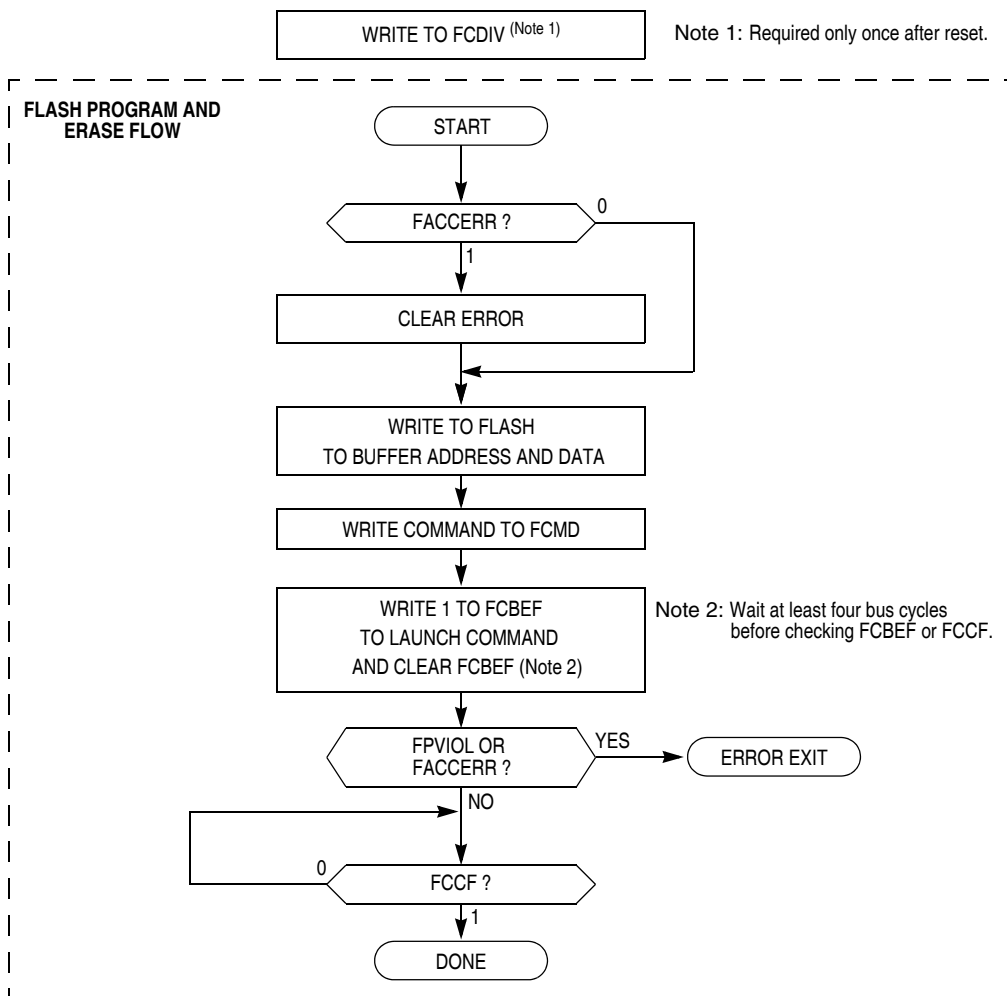 WRITE TO FCDIV (Note 1)
Note 1: Required only once after reset.
FLASH PROGRAM AND
ERASE FLOW
START
FACCERR ?
0
1
CLEAR ERROR
WRITE TO FLASH
TO BUFFER ADDRESS AND DATA
WRITE COMMAND TO FCMD
WRITE 1 TO FCBEF
TO LAUNCH COMMAND
AND CLEAR FCBEF (Note 2)
Note 2: Wait at least four bus cycles
before checking FCBEF or FCCF.
FPVIOL OR
FACCERR ?
YES
ERROR EXIT
NO
0
FCCF ?
1
DONE